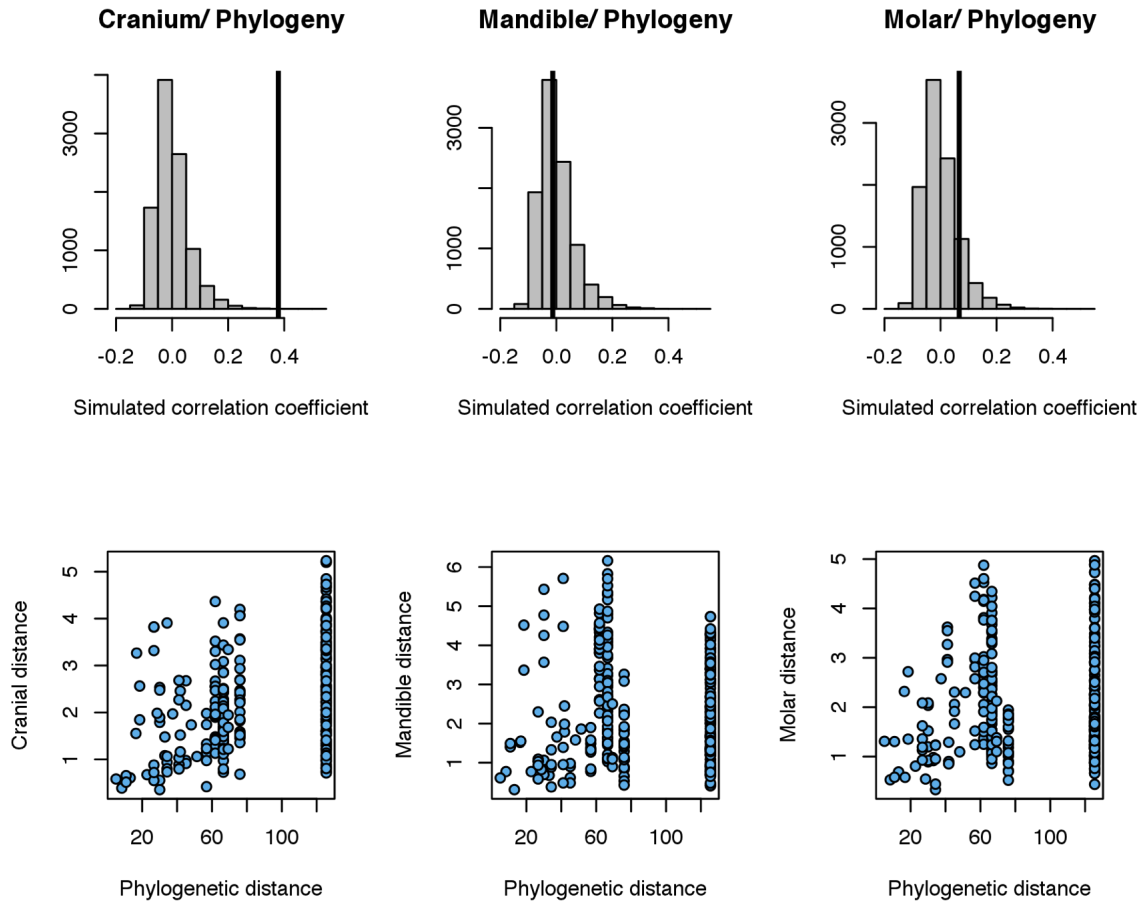 Cranium/ Phylogeny
Mandible/ Phylogeny
Molar/ Phylogeny
3000
1000
0
-0.2 0.0 0.2 0.4
Simulated correlation coefficient
3000
1000
0
-0.2 0.0 0.2 0.4
Simulated correlation coefficient
3000
1000
0
-0.2 0.0 0.2 0.4
Simulated correlation coefficient
Cranial distance
5
4
3
2
1
20 60 100
Phylogenetic distance
Mandible distance
6
5
4
3
2
1
20 60 100
Phylogenetic distance
Molar distance
5
4
3
2
1
20 60 100
Phylogenetic distance